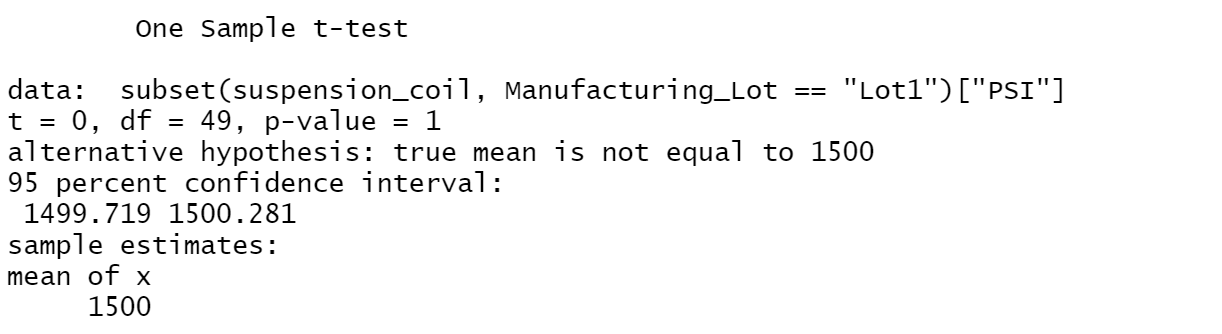 One Sample t-test
data:  subset(suspension_coil, Manufacturing_Lot == "Lot1")["PSI"]
t = 0, df = 49, p-value = 1
alternative hypothesis: true mean is not equal to 1500
95 percent confidence interval:
1499.719 1500.281
sample estimates:
mean of x
1500